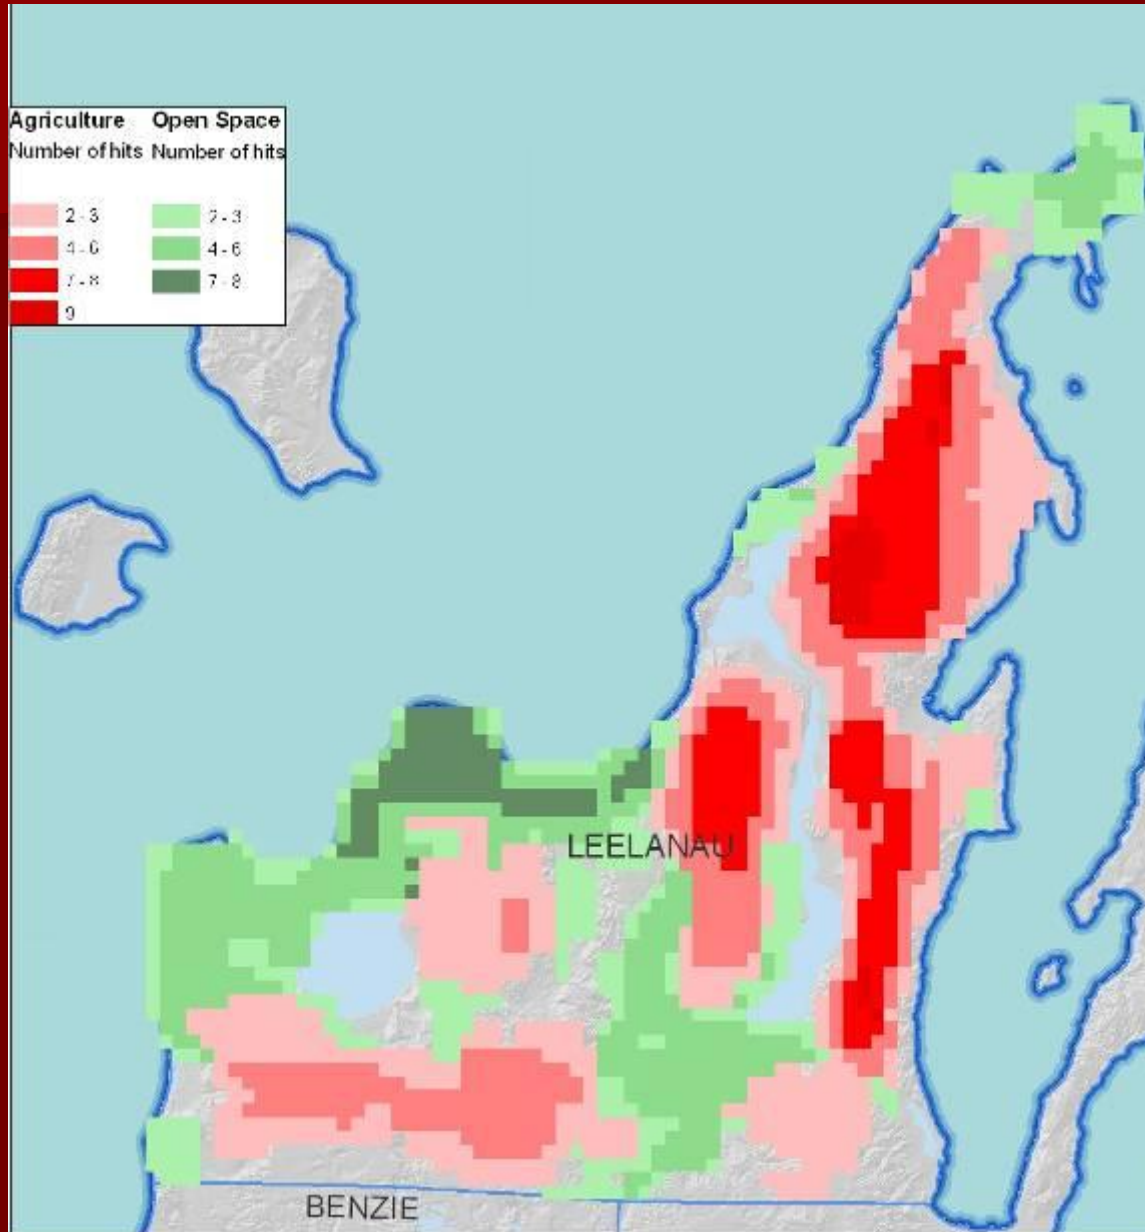 Agriculture Open Space
Number of hits Number of hits
2 - 3 2 - 3
4 - 6 4 - 6
7 - 8 7 - 8
9
LEELANAU
BENZIE